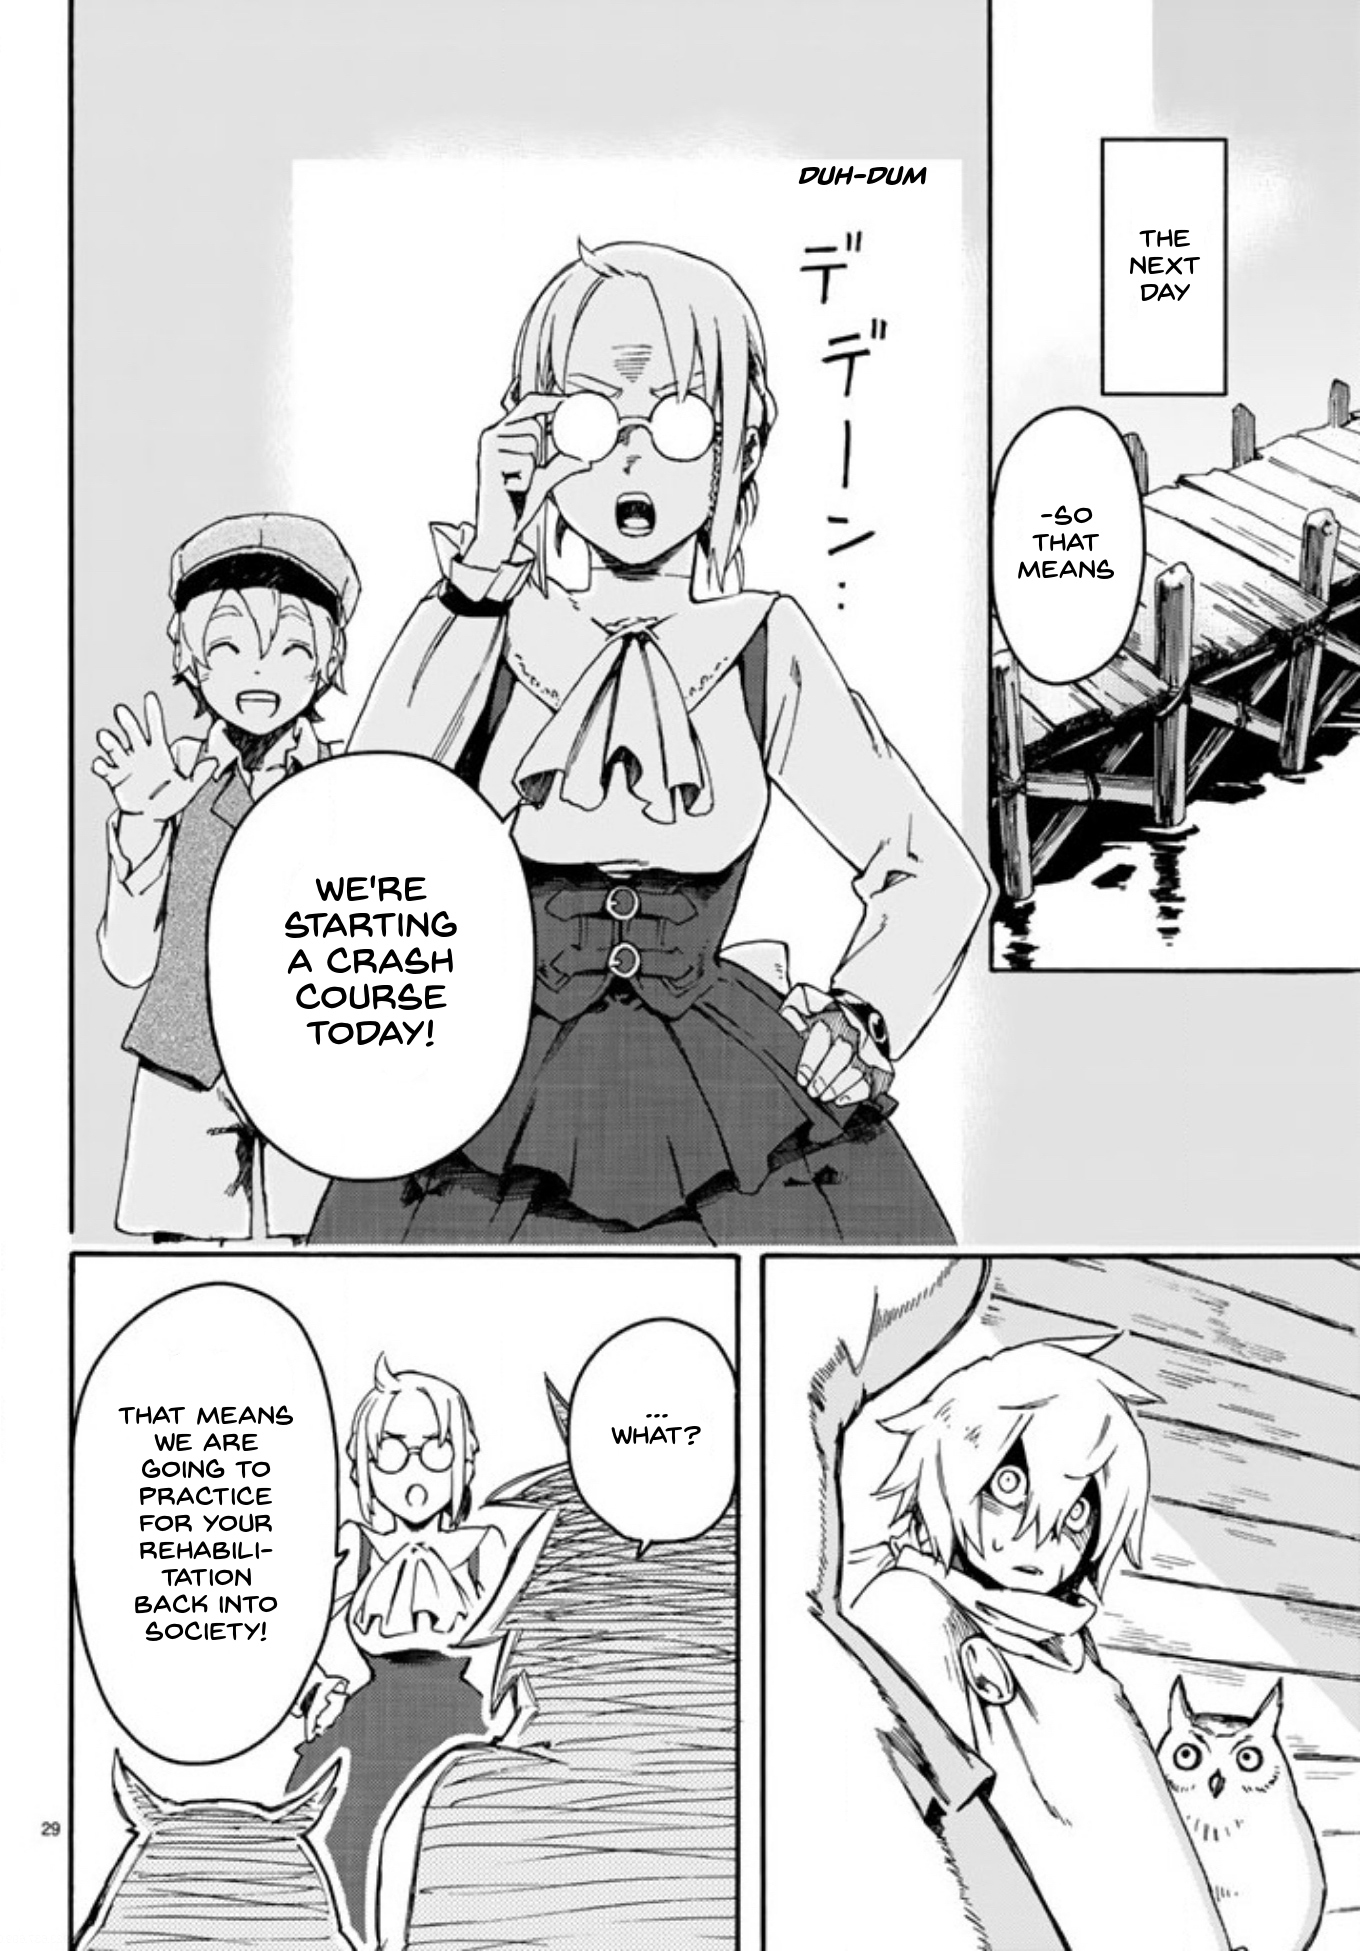 THE
NEXT
DAY
-SO
THAT
MEANS
DUH-DUM
デデーン..
WE'RE
STARTING
A CRASH
COURSE
TODAY!
...
WHAT?
THAT MEANS
WE ARE
GOING TO
PRACTICE
FOR YOUR
REHABILI-
TATION
BACK INTO
SOCIETY!
29